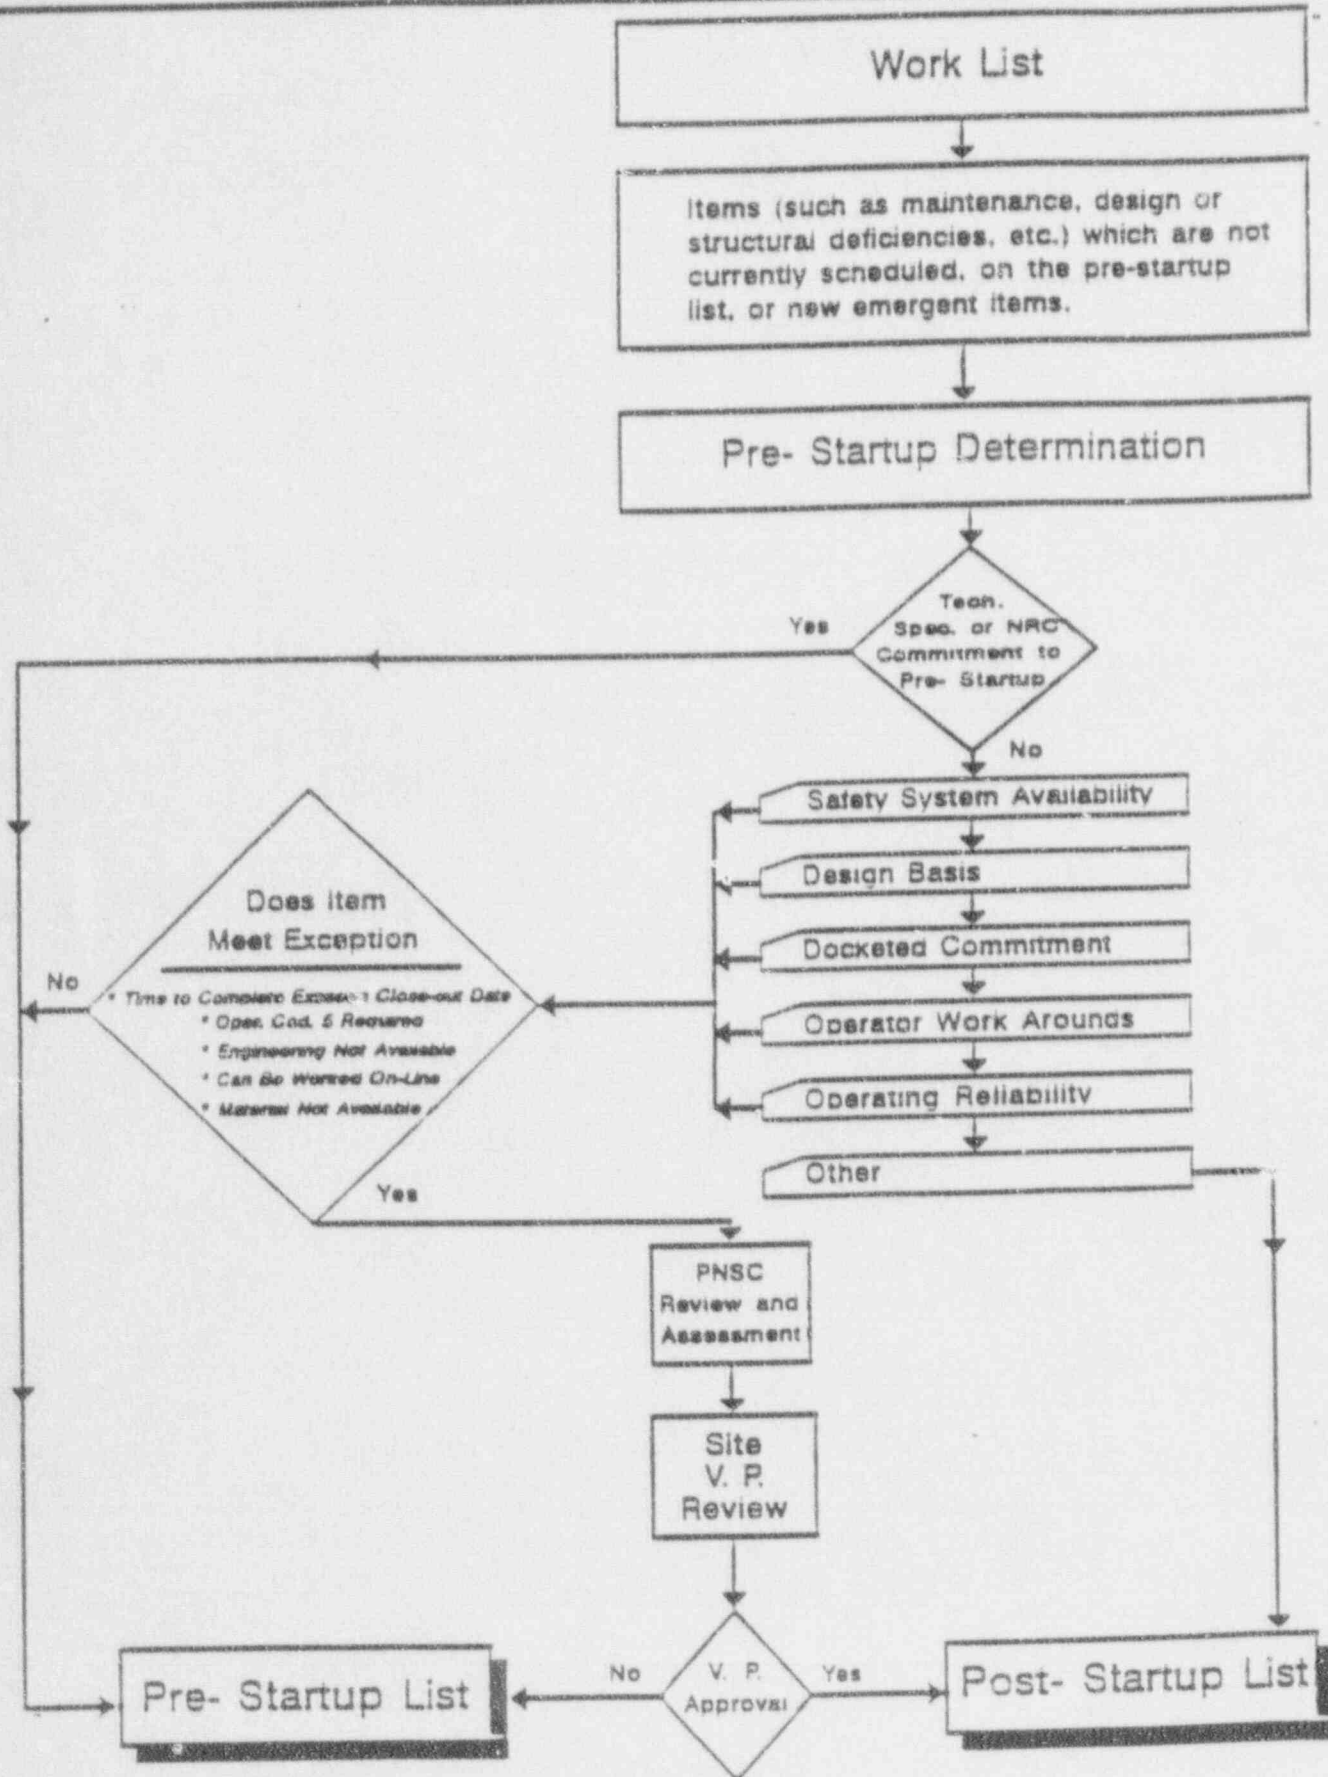 Work List
Items (such as maintenance, design or
structural deficiencies, etc.) which are not
currently scheduled, on the pre-startup
list, or new emergent items.
Pre- Startup Determination
Tech.
Spec. or NRC
Commitment to
Pre- Startup
Yes
No
Safety System Availability
Design Basis
Docketed Commitment
Operator Work Arounds
Operating Reliability
Other
Does Item
Meet Exception
* Time to Complete Close-out Date
* Oper. Cod. 5 Required
* Engineering Not Available
* Can Be Worked On-Line
* Material Not Available
No
Yes
PNSC
Review and
Assessment
Site
V. P.
Review
V. P.
Approval
No
Yes
Pre- Startup List
Post- Startup List